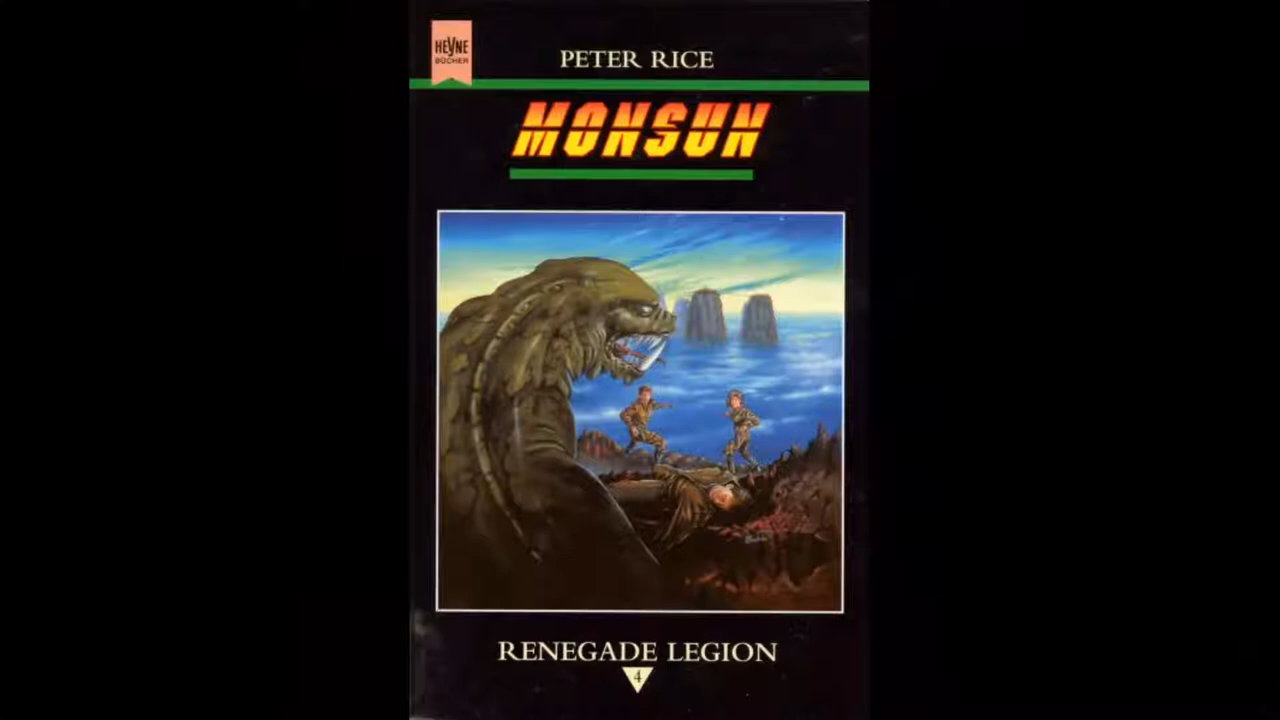 HEYNE
BÜCHER
PETER RICE
MONSUN
RENEGADE LEGION
4